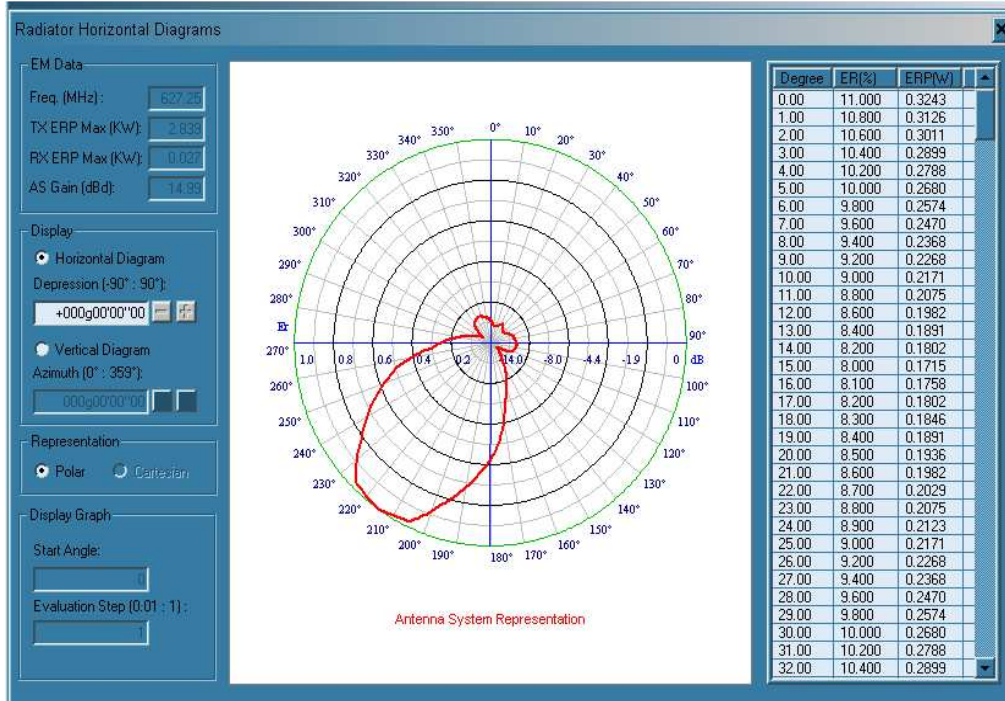 Radiator Horizontal Diagrams
EM Data
Freq. (MHz) : 627.25
TX ERP Max (KW): 2.839
RX ERP Max (KW): 0.027
AS Gain (dBd): 14.99
Display
Horizontal Diagram
Depression (-90° : 90°):
+000g00'00"00
Vertical Diagram
Azimuth (0° : 359°):
000g00'00"00
Representation
Polar Cartesian
Display Graph
Start Angle:
0
Evaluation Step (0.01 : 1) :
1
0°
10°
20°
30°
40°
50°
60°
70°
80°
90°
100°
110°
120°
130°
140°
150°
160°
170°
180°
190°
200°
210°
220°
230°
240°
250°
260°
270°
280°
290°
300°
310°
320°
330°
340°
350°
Er
1.0 0.8 0.6 0.4 0.2 -14.0 -8.0 -4.4 -1.9 0 dB
Antenna System Representation
Degree ER(%) ERP(W)
0.00 11.000 0.3243
1.00 10.800 0.3126
2.00 10.600 0.3011
3.00 10.400 0.2899
4.00 10.200 0.2788
5.00 10.000 0.2680
6.00 9.800 0.2574
7.00 9.600 0.2470
8.00 9.400 0.2368
9.00 9.200 0.2268
10.00 9.000 0.2171
11.00 8.800 0.2075
12.00 8.600 0.1982
13.00 8.400 0.1891
14.00 8.200 0.1802
15.00 8.000 0.1715
16.00 8.100 0.1758
17.00 8.200 0.1802
18.00 8.300 0.1846
19.00 8.400 0.1891
20.00 8.500 0.1936
21.00 8.600 0.1982
22.00 8.700 0.2029
23.00 8.800 0.2075
24.00 8.900 0.2123
25.00 9.000 0.2171
26.00 9.200 0.2268
27.00 9.400 0.2368
28.00 9.600 0.2470
29.00 9.800 0.2574
30.00 10.000 0.2680
31.00 10.200 0.2788
32.00 10.400 0.2899